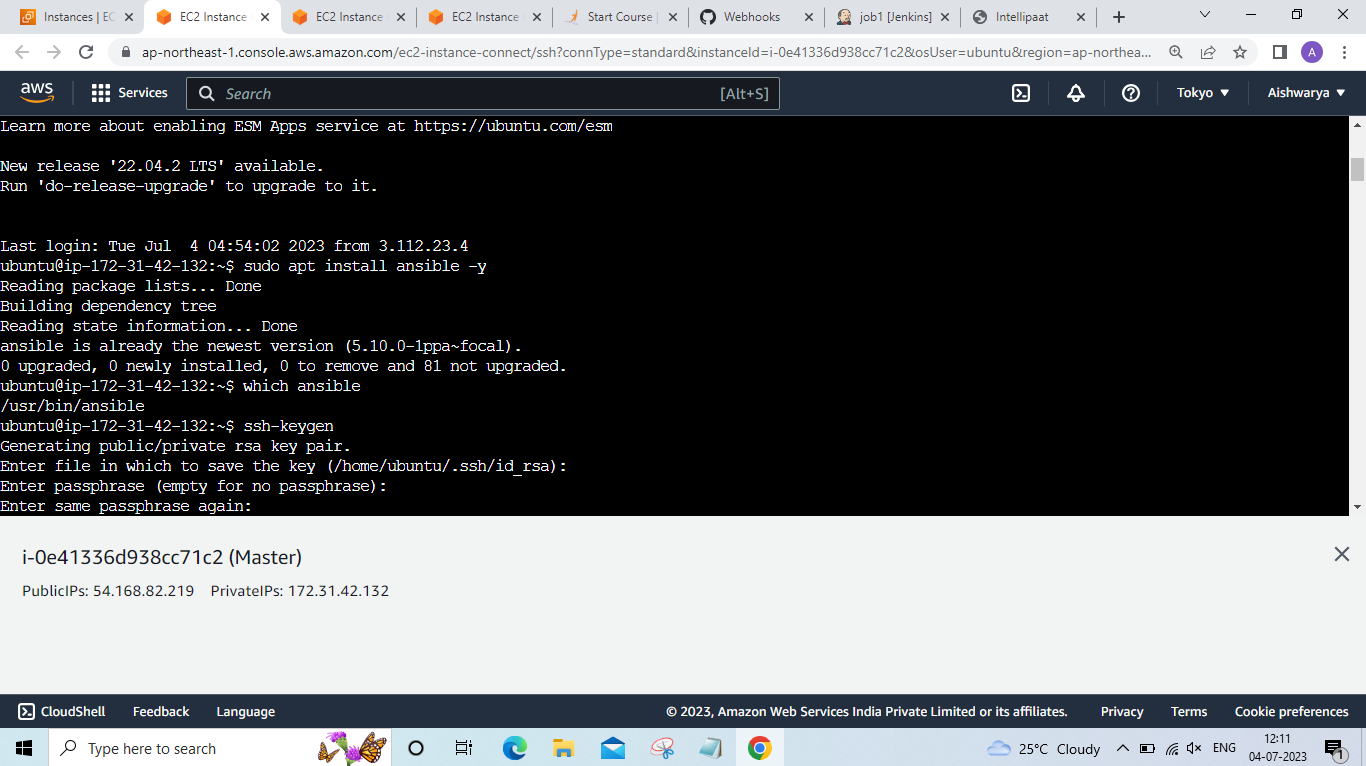 Instances | EC
EC2 Instance
EC2 Instance
EC2 Instance
Start Course |
Webhooks
job1 [Jenkins]
Intellipaat
ap-northeast-1.console.aws.amazon.com/ec2-instance-connect/ssh?connType=standard&instanceId=i-0e41336d938cc71c2&osUser=ubuntu&region=ap-northea...
A
aws
Services
Search
[Alt+S]
Tokyo
Aishwarya
Learn more about enabling ESM Apps service at https://ubuntu.com/esm
New release '22.04.2 LTS' available.
Run 'do-release-upgrade' to upgrade to it.
Last login: Tue Jul  4 04:54:02 2023 from 3.112.23.4
ubuntu@ip-172-31-42-132:~$ sudo apt install ansible -y
Reading package lists... Done
Building dependency tree
Reading state information... Done
ansible is already the newest version (5.10.0-1ppa~focal).
0 upgraded, 0 newly installed, 0 to remove and 81 not upgraded.
ubuntu@ip-172-31-42-132:~$ which ansible
/usr/bin/ansible
ubuntu@ip-172-31-42-132:~$ ssh-keygen
Generating public/private rsa key pair.
Enter file in which to save the key (/home/ubuntu/.ssh/id_rsa):
Enter passphrase (empty for no passphrase):
Enter same passphrase again:
i-0e41336d938cc71c2 (Master)
PublicIPs: 54.168.82.219 PrivateIPs: 172.31.42.132
CloudShell
Feedback
Language
© 2023, Amazon Web Services India Private Limited or its affiliates.
Privacy
Terms
Cookie preferences
Type here to search
25°C Cloudy
ENG
12:11
04-07-2023
1